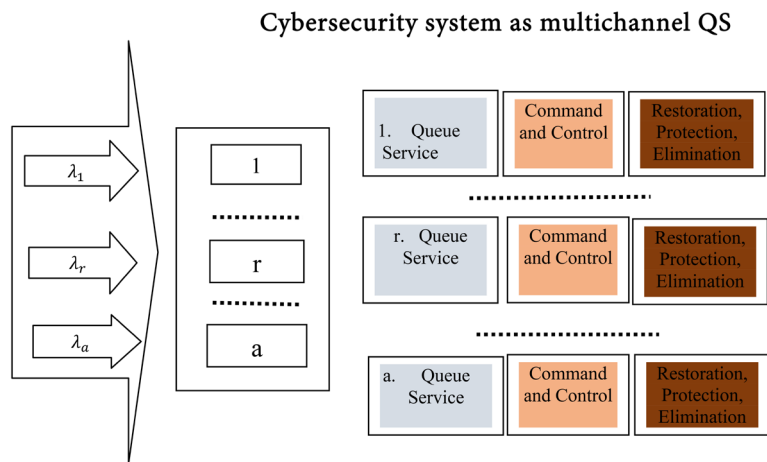 Cybersecurity system as multichannel QS
λ₁
λᵣ
λₐ
1
r
a
1. Queue
Service
Command
and Control
Restoration,
Protection,
Elimination
r. Queue
Service
Command
and Control
Restoration,
Protection,
Elimination
a. Queue
Service
Command
and Control
Restoration,
Protection,
Elimination